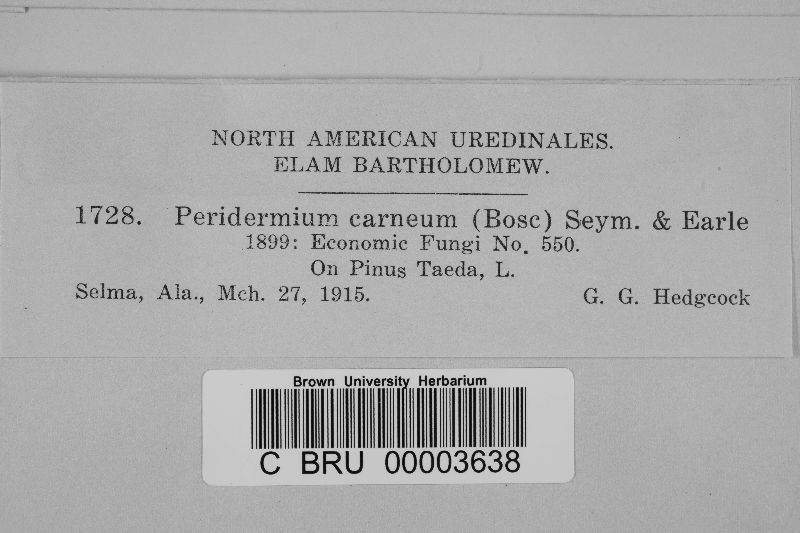 NORTH AMERICAN UREDINALES.
ELAM BARTHOLOMEW.
1728. Peridermium carneum (Bosc) Seym. & Earle
1899: Economic Fungi No. 550.
On Pinus Taeda, L.
Selma, Ala., Mch. 27, 1915. G. G. Hedgcock
Brown University Herbarium
C BRU 00003638